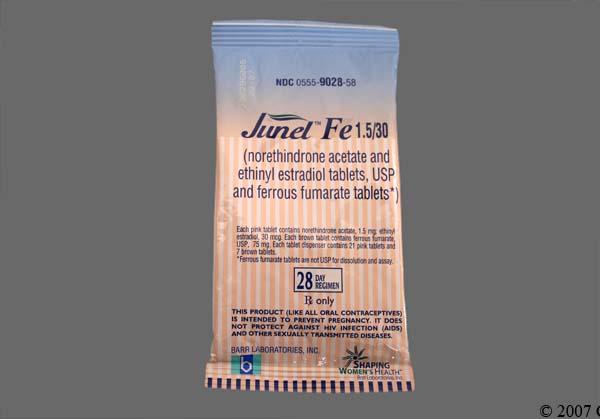 NDC 0555-9028-58
Junel™ Fe 1.5/30
(norethindrone acetate and
ethinyl estradiol tablets, USP
and ferrous fumarate tablets*)
Each pink tablet contains norethindrone acetate, 1.5 mg; ethinyl
estradiol, 30 mcg. Each brown tablet contains ferrous fumarate,
USP, 75 mg. Each tablet dispenser contains 21 pink tablets and
7 brown tablets.
*Ferrous fumarate tablets are not USP for dissolution and assay.
28 DAY REGIMEN
℞ only
THIS PRODUCT (LIKE ALL ORAL CONTRACEPTIVES)
IS INTENDED TO PREVENT PREGNANCY. IT DOES
NOT PROTECT AGAINST HIV INFECTION (AIDS)
AND OTHER SEXUALLY TRANSMITTED DISEASES.
BARR LABORATORIES, INC.
b
SHAPING
WOMEN'S HEALTH™
Barr Laboratories, Inc.
© 2007